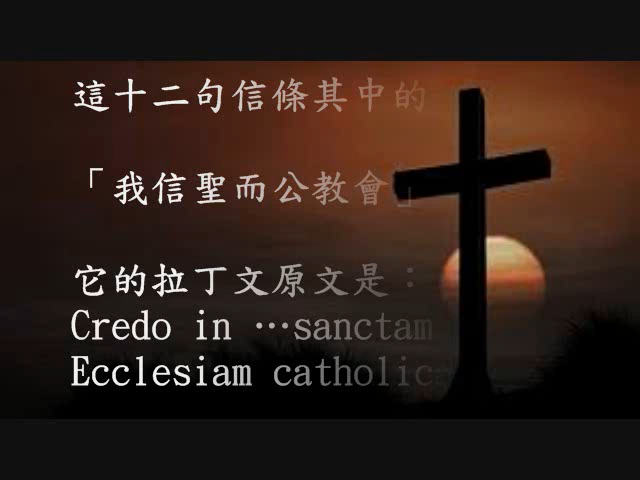 這十二句信條其中的
「我信聖而公教會」
它的拉丁文原文是：
Credo in …sanctam
Ecclesiam catholica